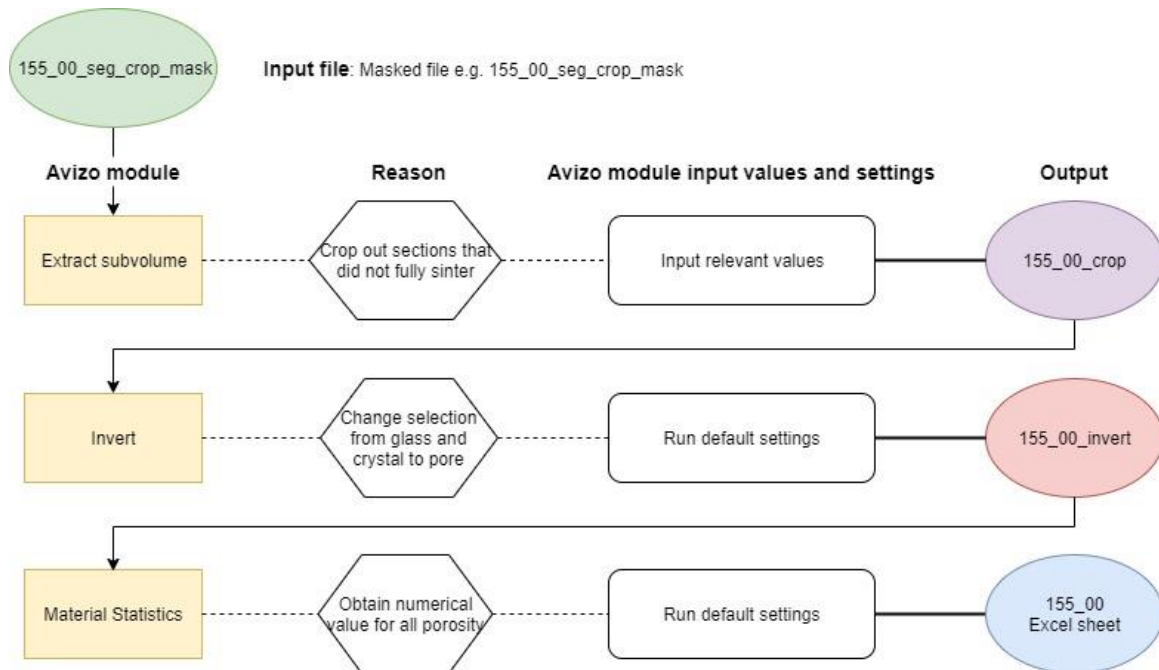 155_00_seg_crop_mask
Input file: Masked file e.g. 155_00_seg_crop_mask
Avizo module
Reason
Avizo module input values and settings
Output
Extract subvolume
Crop out sections that
did not fully sinter
Input relevant values
155_00_crop
Invert
Change selection
from glass and
crystal to pore
Run default settings
155_00_invert
Material Statistics
Obtain numerical
value for all porosity
Run default settings
155_00
Excel sheet